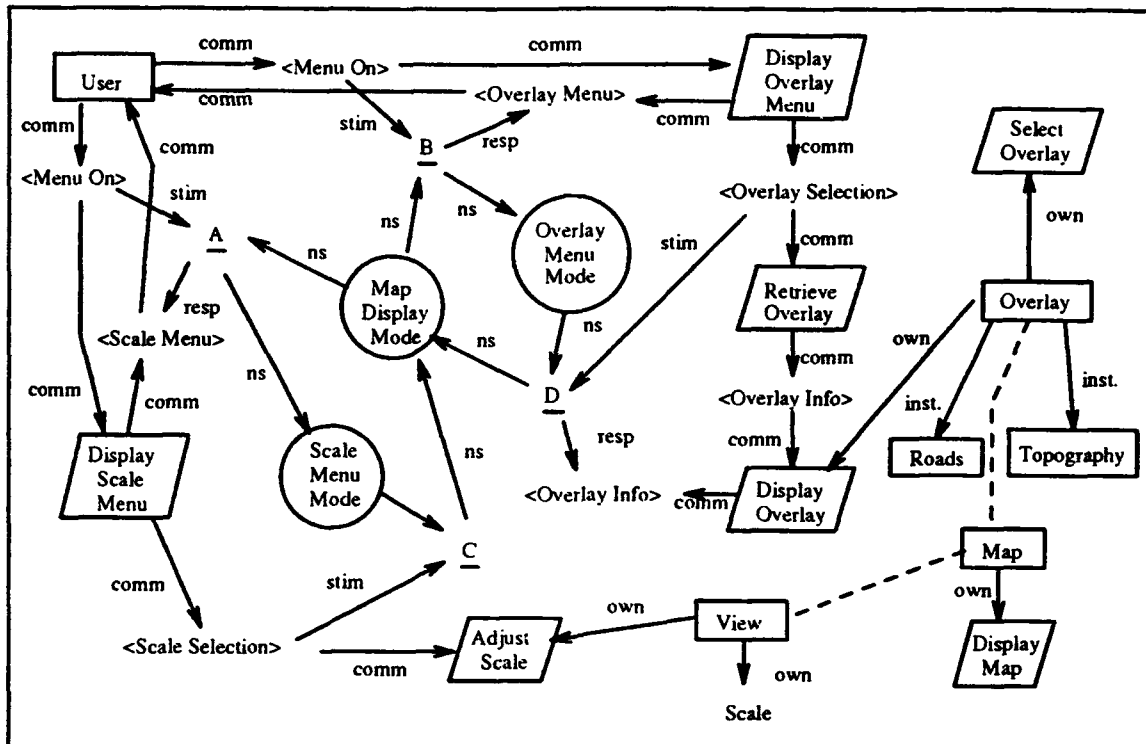 comm
comm
User
<Menu On>
Display
Overlay
Menu
comm
<Overlay Menu>
comm
comm
comm
stim
resp
B
comm
Select
Overlay
<Menu On>
stim
ns
ns
<Overlay Selection>
own
A
ns
Overlay
Menu
Mode
stim
comm
Map
Display
Mode
Retrieve
Overlay
Overlay
resp
<Scale Menu>
ns
ns
own
comm
inst.
ns
D
<Overlay Info>
inst.
comm
comm
resp
comm
Roads
Topography
Display
Scale
Menu
Scale
Menu
Mode
ns
<Overlay Info>
comm
Display
Overlay
C
Map
comm
stim
own
own
View
<Scale Selection>
comm
Adjust
Scale
Display
Map
own
Scale